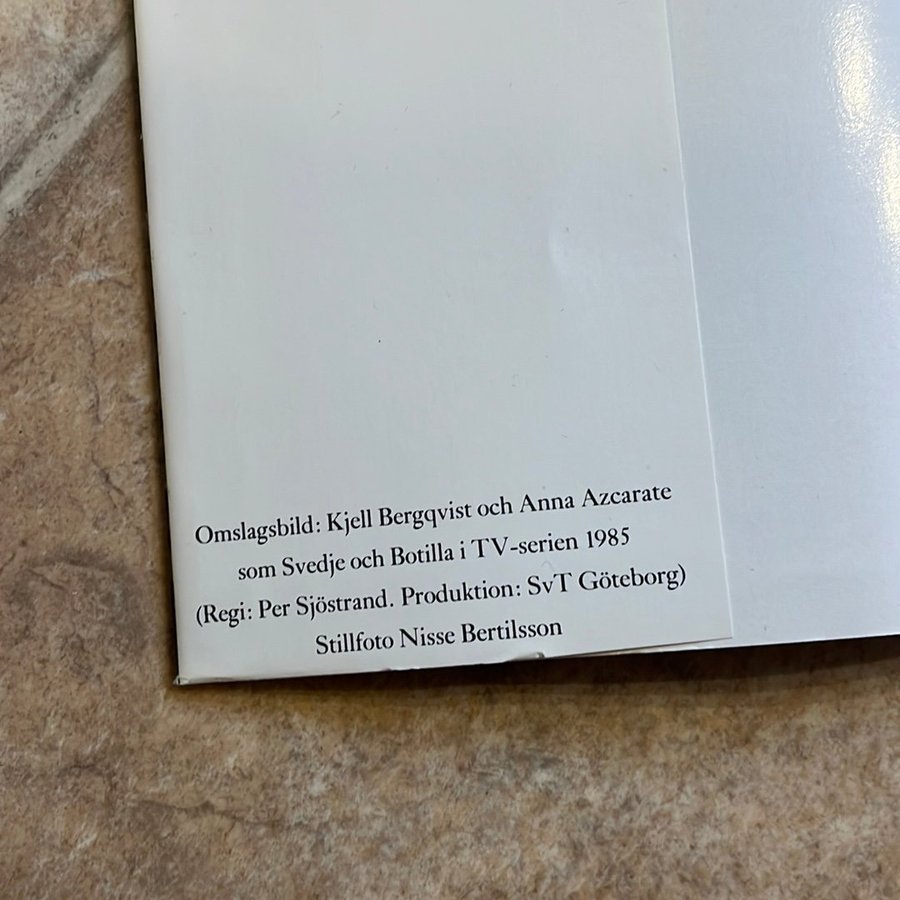 Omslagsbild: Kjell Bergqvist och Anna Azcarate
som Svedje och Botilla i TV-serien 1985
(Regi: Per Sjöstrand. Produktion: SvT Göteborg)
Stillfoto Nisse Bertilsson